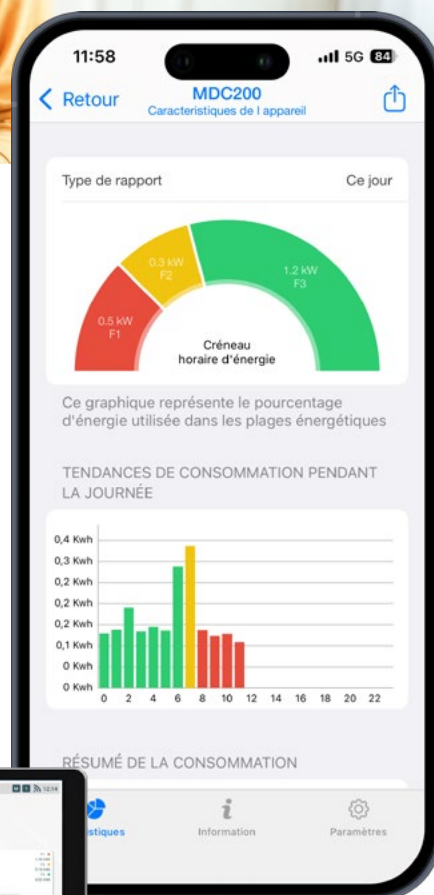 11:58
5G 84
Retour
MDC200
Caracteristiques de l appareil
Type de rapport
Ce jour
0.5 kW
F1
0.3 kW
F2
1.2 kW
F3
Créneau
horaire d'énergie
Ce graphique représente le pourcentage
d'énergie utilisée dans les plages énergétiques
TENDANCES DE CONSOMMATION PENDANT
LA JOURNÉE
0,4 Kwh
0,3 Kwh
0,2 Kwh
0,2 Kwh
0,2 Kwh
0,1 Kwh
0 Kwh
0 Kwh
0 2 4 6 8 10 12 14 16 18 20 22
RÉSUMÉ DE LA CONSOMMATION
stiques
Information
Paramètres
12:14